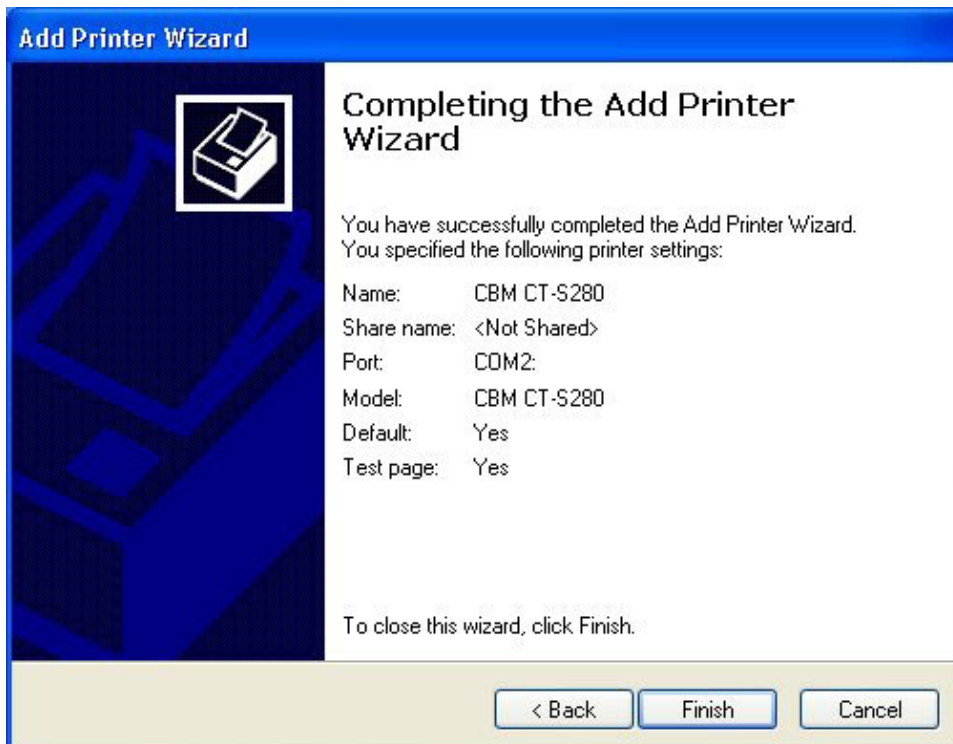 Add Printer Wizard
Completing the Add Printer
Wizard
You have successfully completed the Add Printer Wizard.
You specified the following printer settings:
Name: CBM CT-S280
Share name: <Not Shared>
Port: COM2:
Model: CBM CT-S280
Default: Yes
Test page: Yes
To close this wizard, click Finish.
< Back Finish Cancel